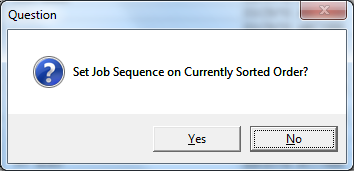 Question
Set Job Sequence on Currently Sorted Order?
Yes No